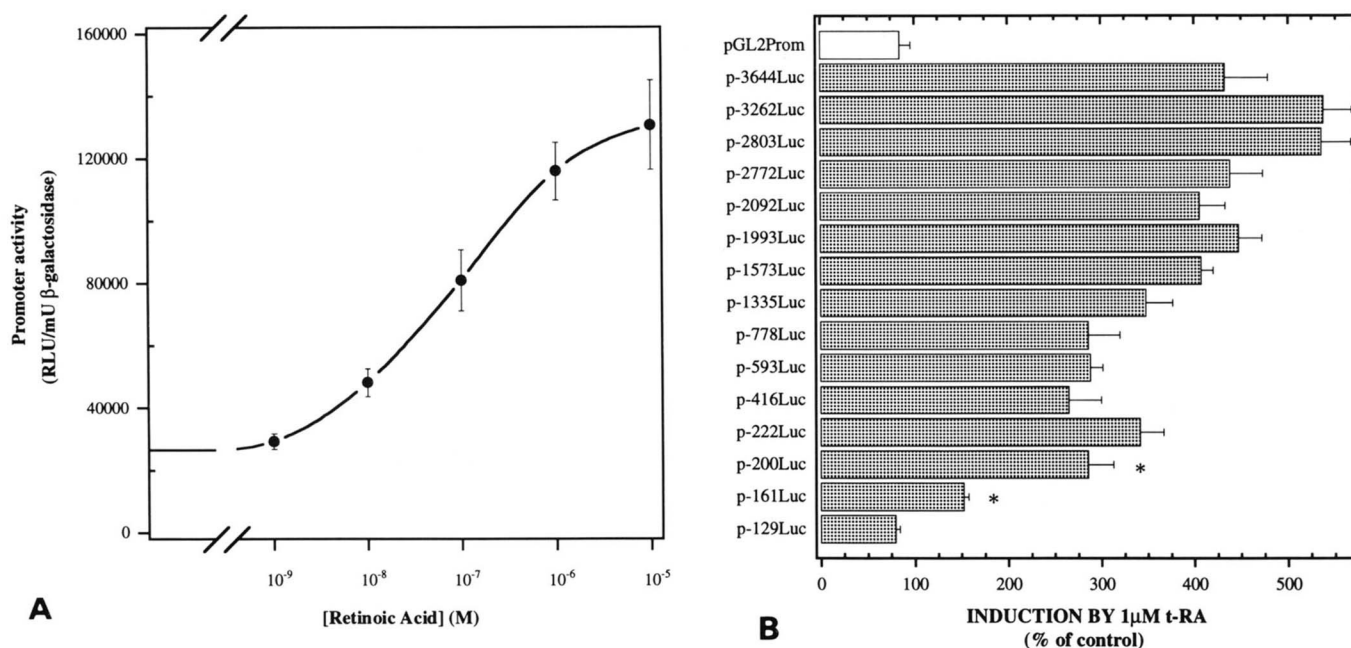 160000
120000
80000
40000
0
Promoter activity
(RLU/mU β-galactosidase)
10⁻⁹
10⁻⁸
10⁻⁷
10⁻⁶
10⁻⁵
[Retinoic Acid] (M)
A
pGL2Prom
p-3644Luc
p-3262Luc
p-2803Luc
p-2772Luc
p-2092Luc
p-1993Luc
p-1573Luc
p-1335Luc
p-778Luc
p-593Luc
p-416Luc
p-222Luc
p-200Luc
*
p-161Luc
*
p-129Luc
0
100
200
300
400
500
INDUCTION BY 1μM t-RA
(% of control)
B